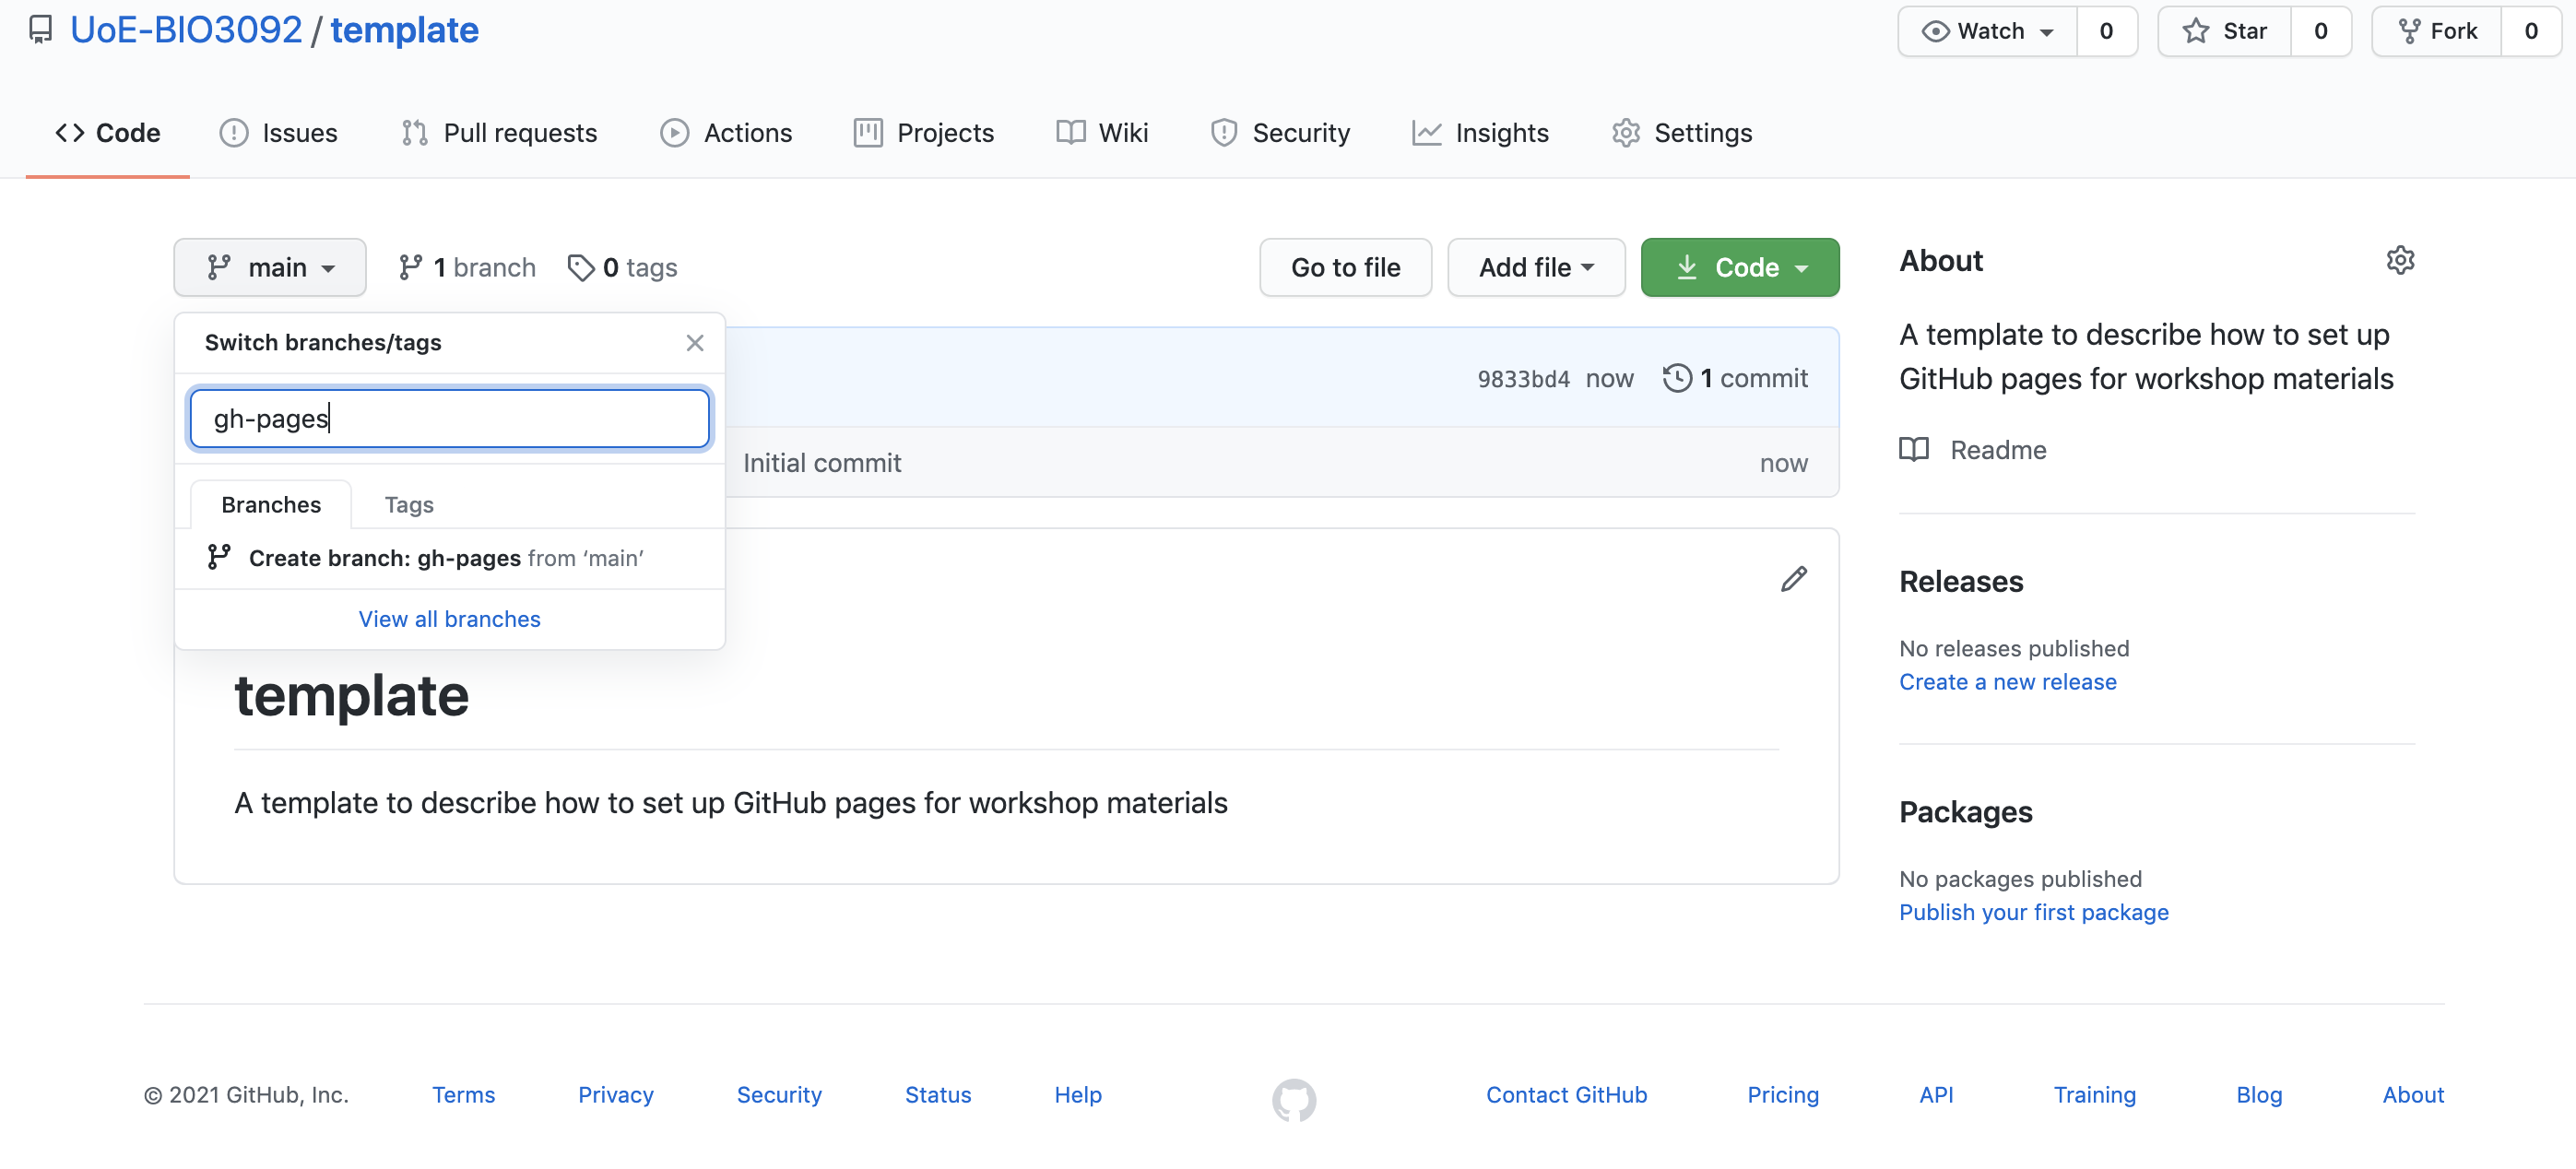 UoE-BIO3092 / template
Watch 0 Star 0 Fork 0
Code Issues Pull requests Actions Projects Wiki Security Insights Settings
main 1 branch 0 tags Go to file Add file Code
Switch branches/tags
gh-pages
Branches Tags
Create branch: gh-pages from ‘main’
View all branches
9833bd4 now 1 commit
Initial commit now
template
A template to describe how to set up GitHub pages for workshop materials
About
A template to describe how to set up
GitHub pages for workshop materials
Readme
Releases
No releases published
Create a new release
Packages
No packages published
Publish your first package
© 2021 GitHub, Inc. Terms Privacy Security Status Help Contact GitHub Pricing API Training Blog About